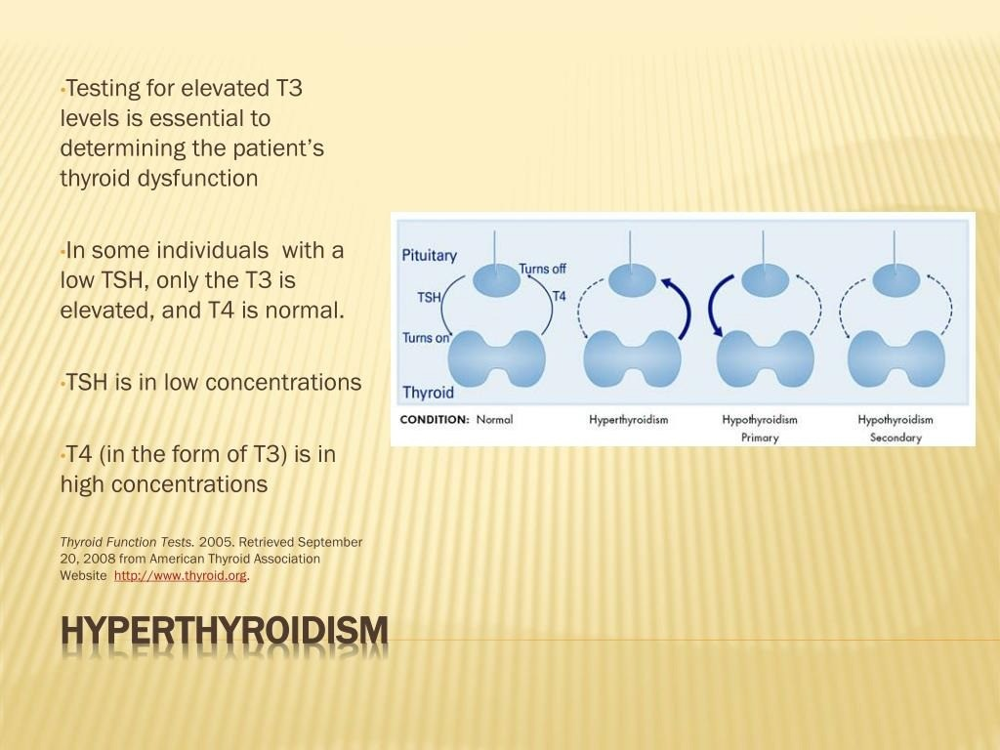 •Testing for elevated T3
levels is essential to
determining the patient’s
thyroid dysfunction
•In some individuals  with a
low TSH, only the T3 is
elevated, and T4 is normal.
•TSH is in low concentrations
•T4 (in the form of T3) is in
high concentrations
Thyroid Function Tests. 2005. Retrieved September
20, 2008 from American Thyroid Association
Website  http://www.thyroid.org.
Pituitary
Turns off
TSH
T4
Turns on
Thyroid
CONDITION: Normal
Hyperthyroidism
Hypothyroidism
Primary
Hypothyroidism
Secondary
HYPERTHYROIDISM